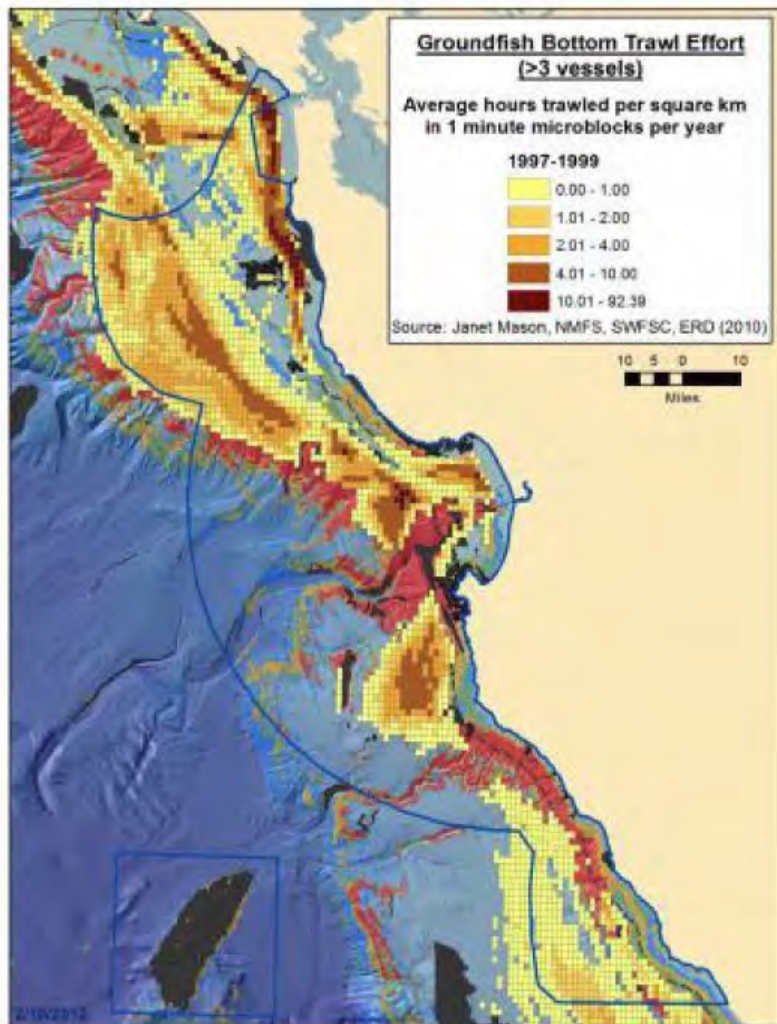 Groundfish Bottom Trawl Effort
(>3 vessels)
Average hours trawled per square km
in 1 minute microblocks per year
1997-1999
0.00 - 1.00
1.01 - 2.00
2.01 - 4.00
4.01 - 10.00
10.01 - 92.39
Source: Janet Mason, NMFS, SWFSC, ERD (2010)
10 5 0 10
Miles
2/10/2012